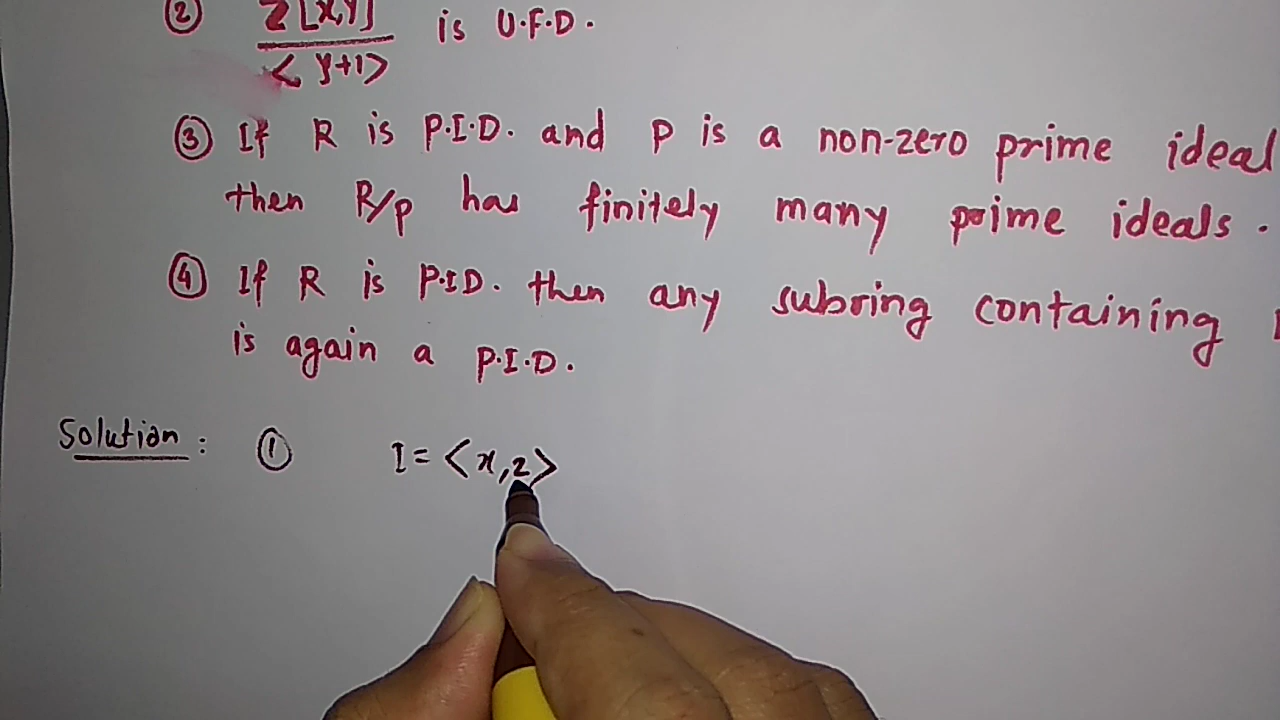 ② Z[X,Y] / <y+1> is U.F.D.
③ If R is P.I.D. and P is a non-zero prime ideal
then R/p has finitely many prime ideals.
④ If R is P.I.D. then any subring containing
is again a P.I.D.
Solution: ① I = <x,2>